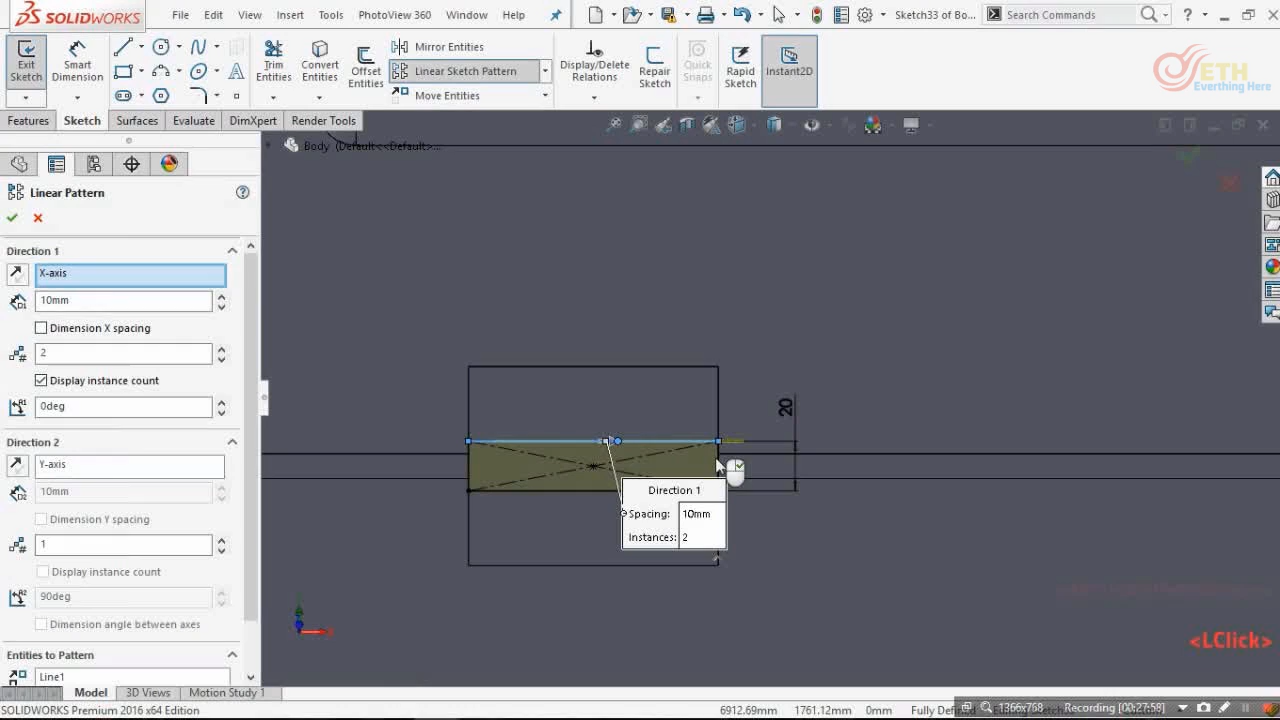 SOLIDWORKS File Edit View Insert Tools PhotoView 360 Window Help Sketch33 of Bo... Search Commands ?
Exit Sketch
Smart Dimension
Trim Entities
Convert Entities
Offset Entities
Mirror Entities
Linear Sketch Pattern
Move Entities
Display/Delete Relations
Repair Sketch
Quick Snaps
Rapid Sketch
Instant2D
ETH
Everthing Here
Features Sketch Surfaces Evaluate DimXpert Render Tools
Body (Default<<Default>...
Linear Pattern
Direction 1
X-axis
10mm
Dimension X spacing
2
Display instance count
0deg
Direction 2
Y-axis
10mm
Dimension Y spacing
1
Display instance count
90deg
Dimension angle between axes
Entities to Pattern
Line1
20
Direction 1
Spacing: 10mm
Instances: 2
<LClick>
Model 3D Views Motion Study 1
SOLIDWORKS Premium 2016 x64 Edition 6912.69mm 1761.12mm 0mm Fully Defined
1366x768 Recording [00:27:58]